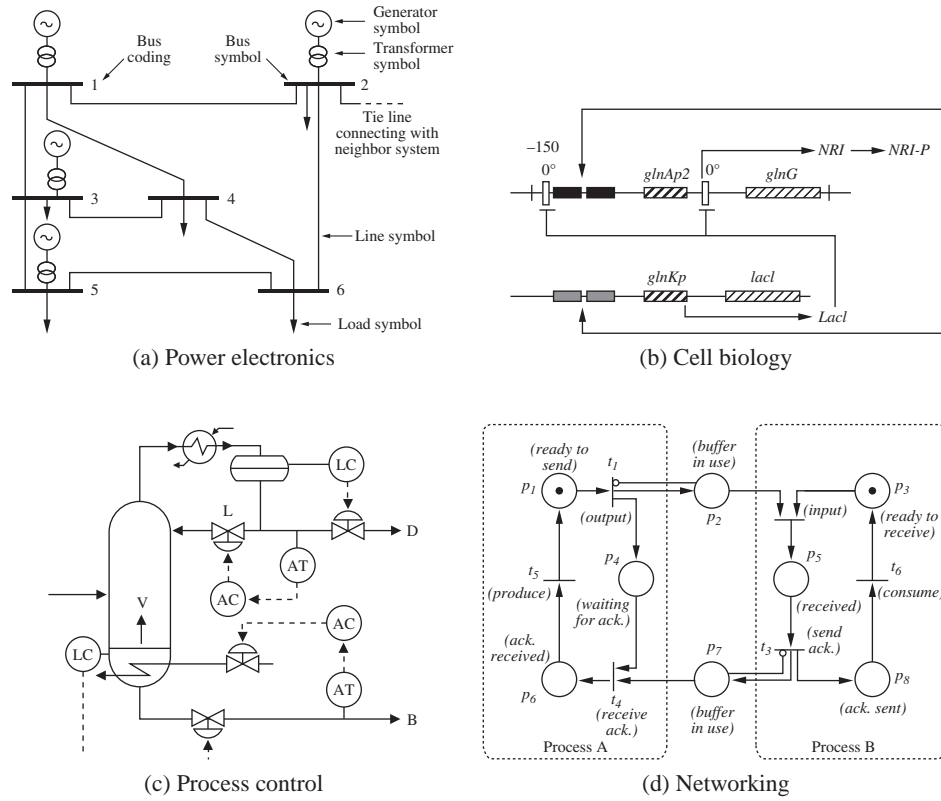 Generator
symbol
Transformer
symbol
Bus
coding
Bus
symbol
1
2
Tie line
connecting with
neighbor system
3
4
Line symbol
5
6
Load symbol
(a) Power electronics
–150
0°
0°
NRI
NRI-P
glnAp2
glnG
glnKp
lacl
Lacl
(b) Cell biology
LC
L
D
AT
AC
V
AC
LC
AT
B
(c) Process control
(ready to
send)
t1
(buffer
in use)
p1
p2
p3
(output)
(input)
(ready to
receive)
p4
p5
t5
(produce)
t6
(consume)
(waiting
for ack.)
(received)
(ack.
received)
p7
t3
(send
ack.)
p6
t4
p8
(receive
ack.)
(buffer
in use)
(ack. sent)
Process A
Process B
(d) Networking